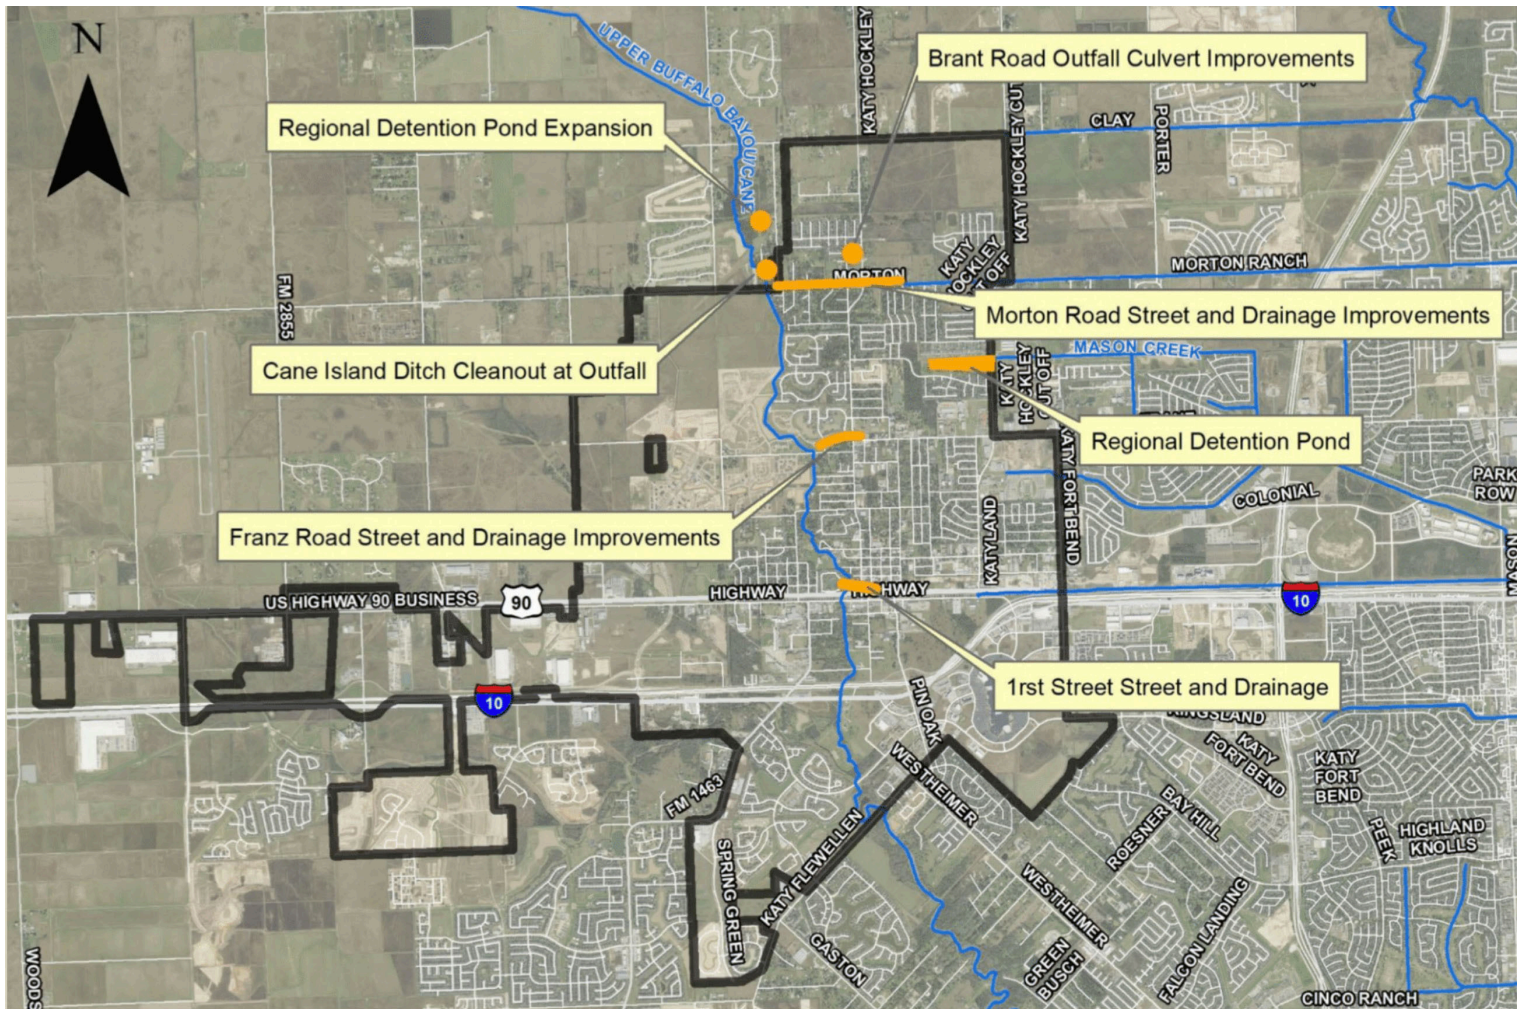 N
UPPER BUFFALO BAYOU/CANE
KATY HOCKLEY
Brant Road Outfall Culvert Improvements
KATY HOCKLEY CUT
CLAY
PORTER
Regional Detention Pond Expansion
KATY
HOCKLEY
OFF
MORTON
MORTON RANCH
FM 2855
Morton Road Street and Drainage Improvements
MASON CREEK
Cane Island Ditch Cleanout at Outfall
KATY
HOCKLEY
CUT OFF
Regional Detention Pond
KATY FORT BEND
PARK
ROW
COLONIAL
KATYLAND
Franz Road Street and Drainage Improvements
MASON
US HIGHWAY 90 BUSINESS
90
HIGHWAY
HIGHWAY
10
1rst Street Street and Drainage
10
PIN OAK
KINGSLAND
KATY
FORT BEND
WESTHEIMER
KATY
FORT
BEND
FM 1463
BAY HILL
ROESNER
PEEK
HIGHLAND
KNOLLS
SPRING GREEN
KATY FLEWELLEN
WESTHEIMER
FALCON LANDING
GASTON
GREEN
BUSCH
WOODS
CINCO RANCH